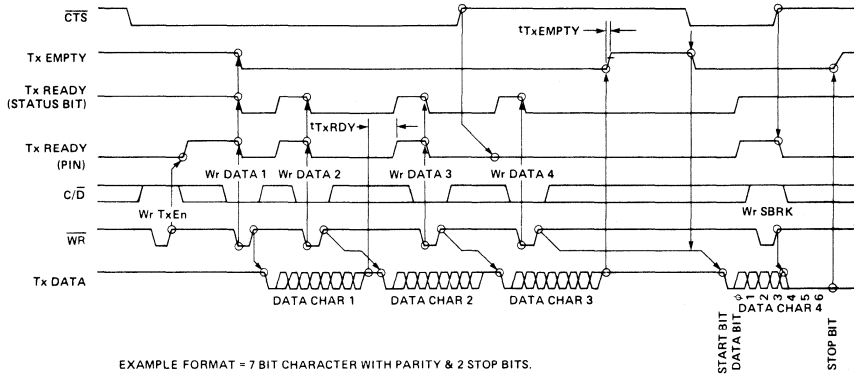 CTS
tTxEMPTY
Tx EMPTY
Tx READY
(STATUS BIT)
tTxRDY
Tx READY
(PIN)
Wr DATA 1 Wr DATA 2 Wr DATA 3 Wr DATA 4
C/D
Wr TxEn
Wr SBRK
WR
Tx DATA
DATA CHAR 1
DATA CHAR 2
DATA CHAR 3
START BIT
DATA BIT
ϕ 1 2 3 4 5 6
DATA CHAR 4
STOP BIT
EXAMPLE FORMAT = 7 BIT CHARACTER WITH PARITY & 2 STOP BITS.